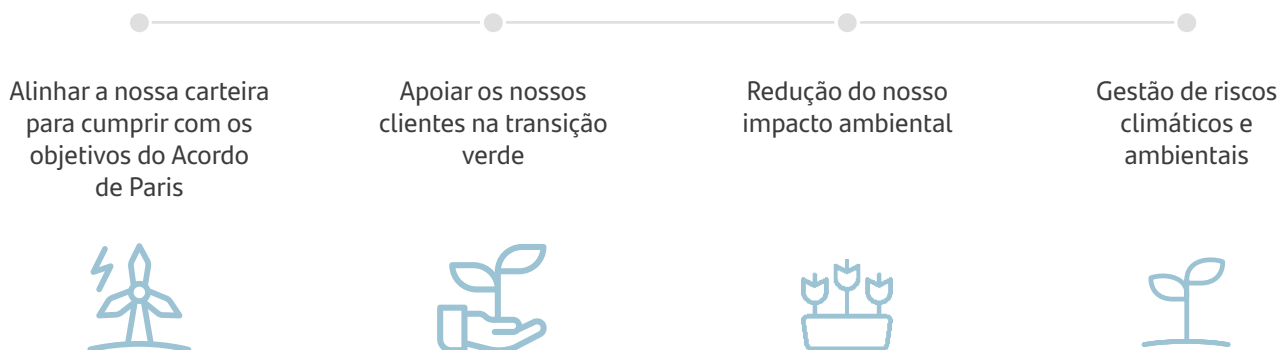 Alinhar a nossa carteira
para cumprir com os
objetivos do Acordo
de Paris
Apoiar os nossos
clientes na transição
verde
Redução do nosso
impacto ambiental
Gestão de riscos
climáticos e
ambientais